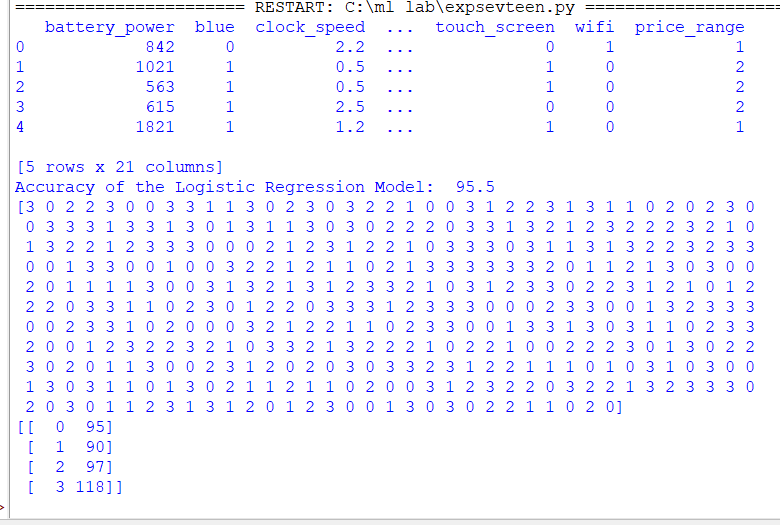 ======================= RESTART: C:\ml lab\expsevteen.py =====================
battery_power blue clock_speed ... touch_screen wifi price_range
0 842 0 2.2 ... 0 1 1
1 1021 1 0.5 ... 1 0 2
2 563 1 0.5 ... 1 0 2
3 615 1 2.5 ... 0 0 2
4 1821 1 1.2 ... 1 0 1
[5 rows x 21 columns]
Accuracy of the Logistic Regression Model:  95.5
[3 0 2 2 3 0 0 3 3 1 1 3 0 2 3 0 3 2 2 1 0 0 3 1 2 2 3 1 3 1 1 0 2 0 2 3 0
0 3 3 3 1 3 3 1 3 0 1 3 1 1 3 0 3 0 2 2 2 0 3 3 1 3 2 1 2 3 2 2 2 3 2 1 0
1 3 2 2 1 2 3 3 3 0 0 0 2 1 2 3 1 2 2 1 0 3 3 3 0 3 1 1 3 1 3 2 2 3 2 3 3
0 0 1 3 3 0 0 1 0 0 3 2 2 1 2 1 1 0 2 1 3 3 3 3 3 3 2 0 1 1 2 1 3 0 3 0 0
2 0 1 1 1 1 3 0 0 3 1 3 2 1 3 1 2 3 3 2 1 0 3 1 2 3 3 0 2 2 3 1 2 1 0 1 2
2 2 0 3 3 1 1 0 2 3 0 1 2 2 0 3 3 3 1 2 3 3 3 0 0 0 2 3 3 0 0 1 3 2 3 3 3
0 0 2 3 3 1 0 2 0 0 0 3 2 1 2 2 1 1 0 2 3 3 0 0 1 3 3 1 3 0 3 1 1 0 2 3 3
2 0 0 1 2 3 2 2 3 2 1 0 3 3 2 1 3 2 2 2 1 0 2 2 1 0 0 2 2 2 3 0 1 3 0 2 2
3 0 2 0 1 1 3 0 0 2 3 1 2 0 2 0 3 0 3 3 2 3 1 2 2 1 1 1 0 1 0 3 1 0 3 0 0
1 3 0 3 1 1 0 1 3 0 2 1 1 2 1 1 0 2 0 0 3 1 2 3 2 2 0 3 2 2 1 3 2 3 3 3 0
2 0 3 0 1 1 2 3 1 3 1 2 0 1 2 3 0 0 1 3 0 3 0 2 2 1 1 0 2 0]
[[ 0 95]
[ 1 90]
[ 2 97]
[ 3 118]]